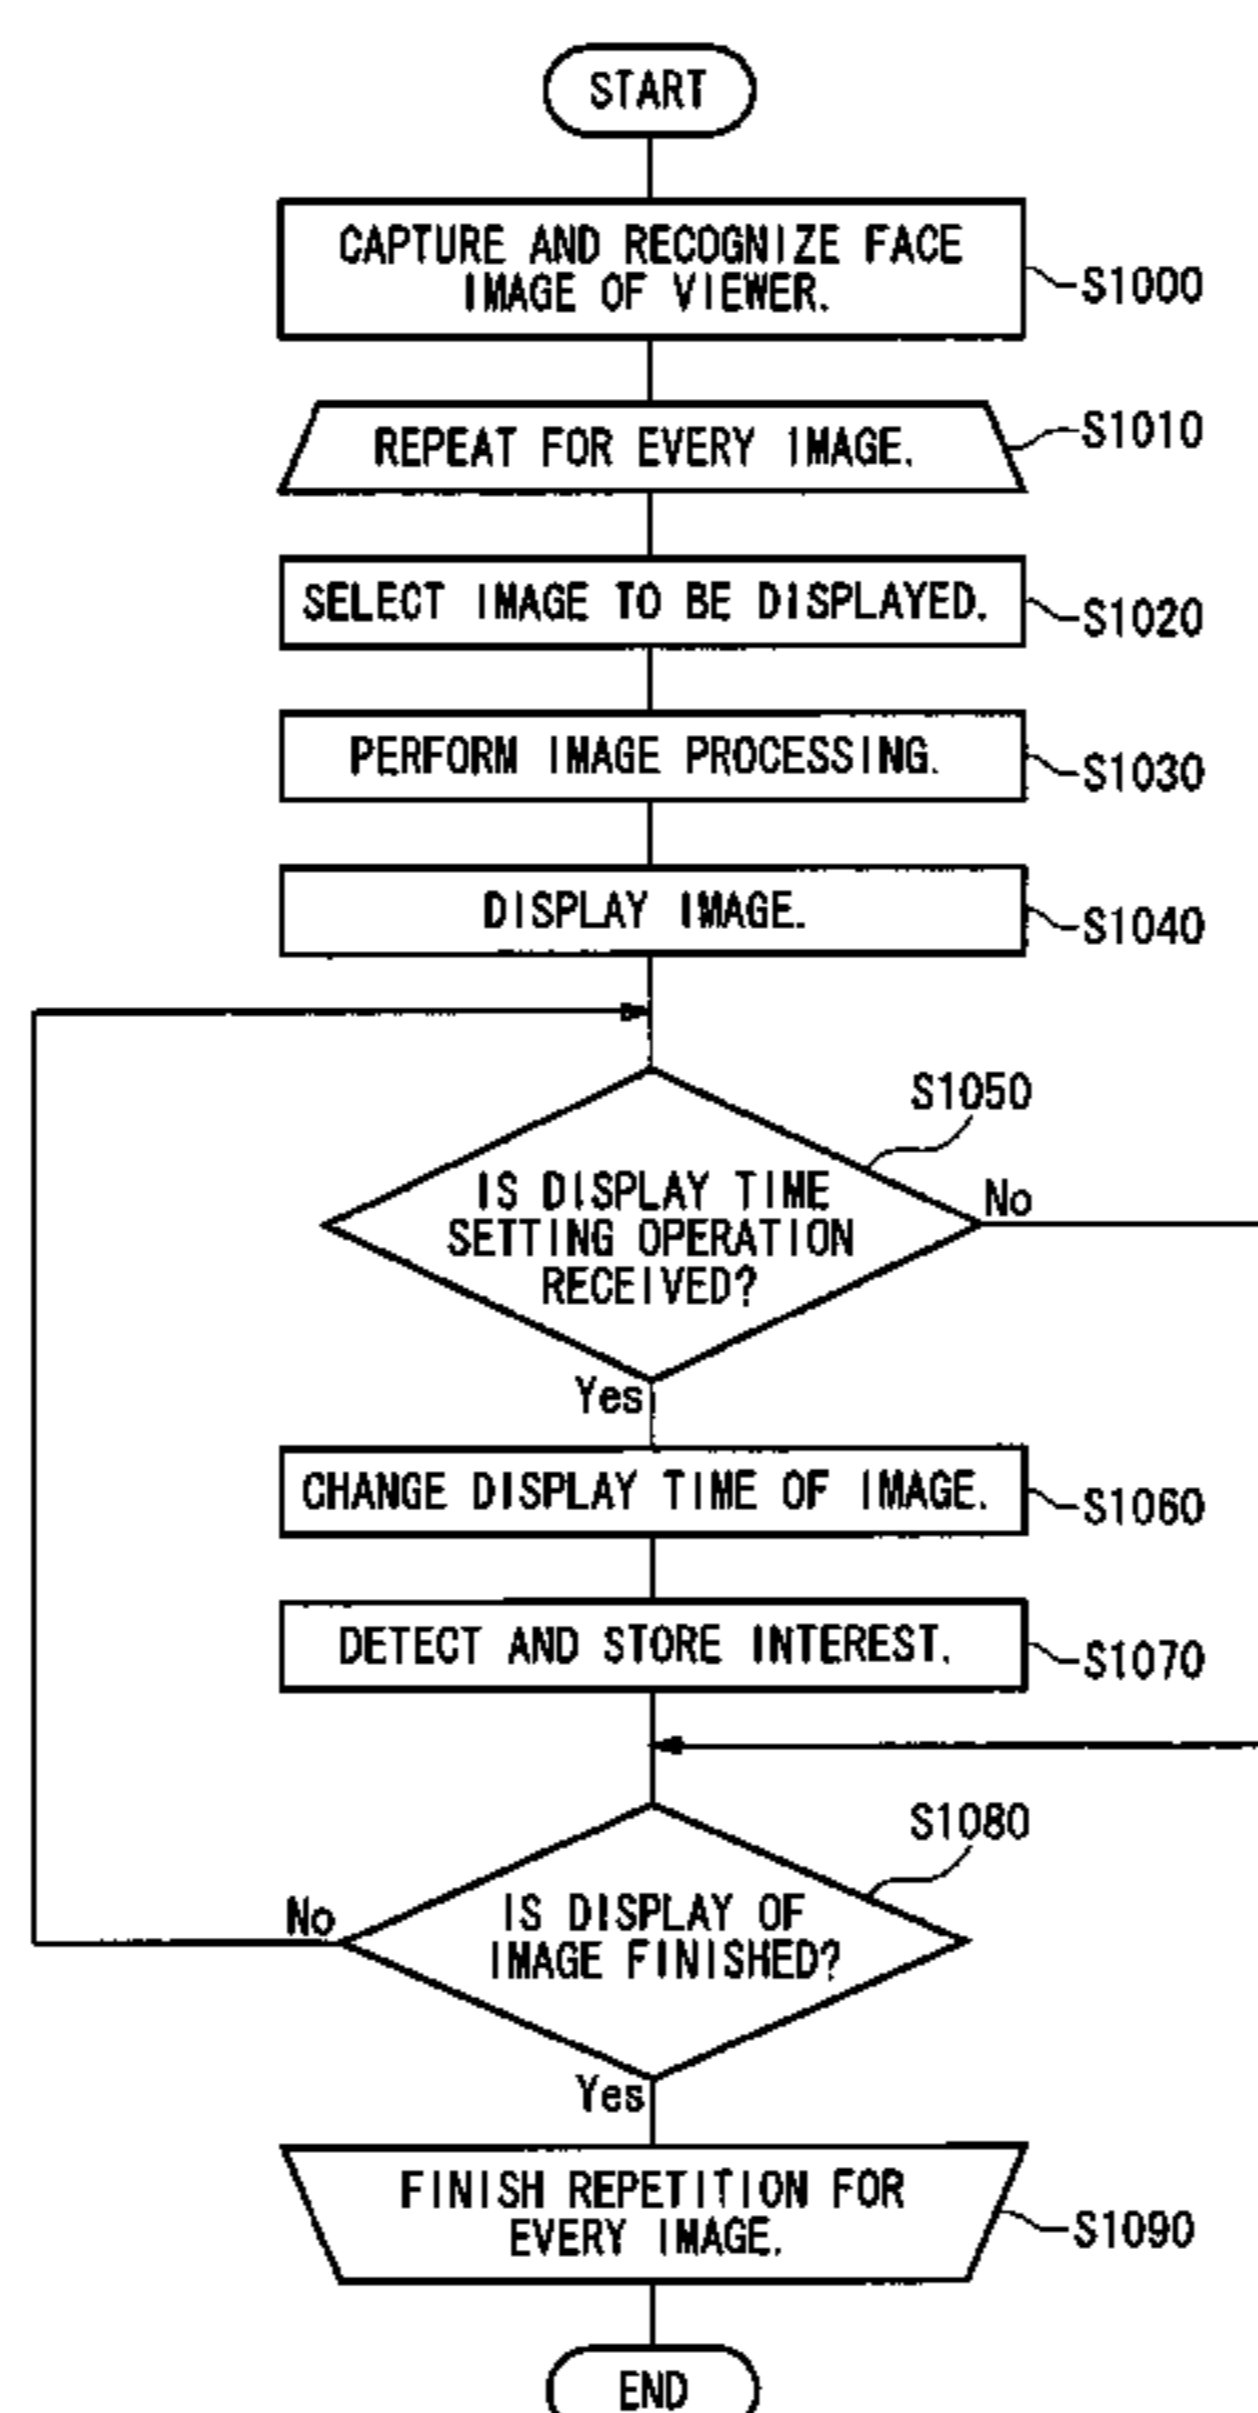 START
CAPTURE AND RECOGNIZE FACE
IMAGE OF VIEWER.
S1000
REPEAT FOR EVERY IMAGE.
S1010
SELECT IMAGE TO BE DISPLAYED.
S1020
PERFORM IMAGE PROCESSING.
S1030
DISPLAY IMAGE.
S1040
S1050
IS DISPLAY TIME
SETTING OPERATION
RECEIVED?
No
Yes
CHANGE DISPLAY TIME OF IMAGE.
S1060
DETECT AND STORE INTEREST.
S1070
S1080
IS DISPLAY OF
IMAGE FINISHED?
No
Yes
FINISH REPETITION FOR
EVERY IMAGE.
S1090
END